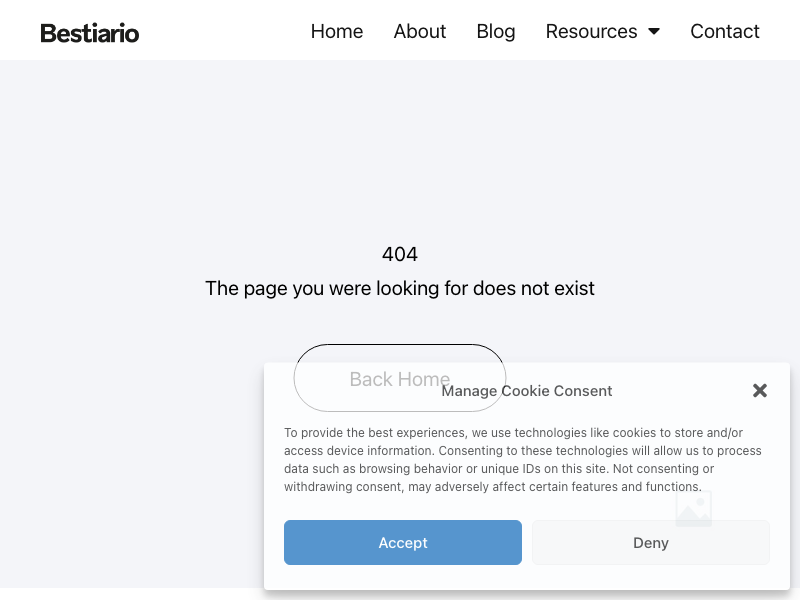 Bestiario
Home About Blog Resources Contact
404
The page you were looking for does not exist
Back Home
Manage Cookie Consent
To provide the best experiences, we use technologies like cookies to store and/or
access device information. Consenting to these technologies will allow us to process
data such as browsing behavior or unique IDs on this site. Not consenting or
withdrawing consent, may adversely affect certain features and functions.
Accept
Deny